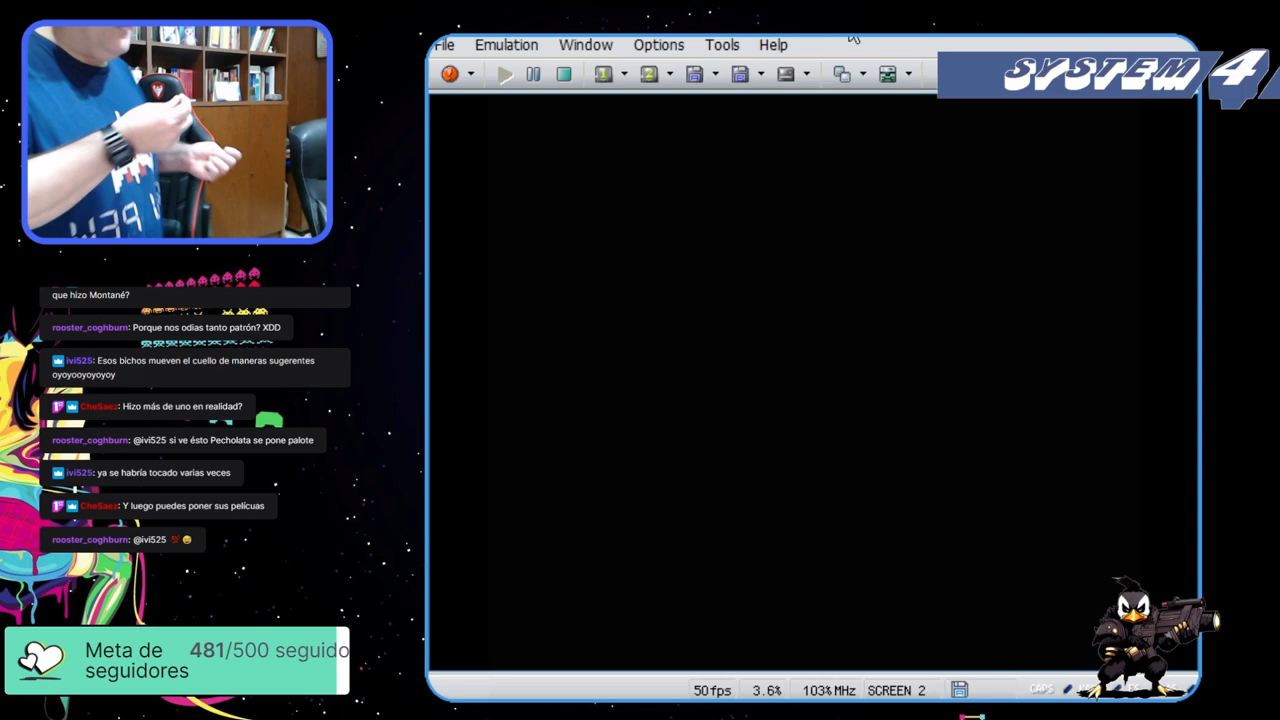 File Emulation Window Options Tools Help
SYSTEM 4
que hizo Montané?
rooster_coghburn: Porque nos odias tanto patrón? XDD
ivi525: Esos bichos mueven el cuello de maneras sugerentes
oyoyooyoyoyoy
CheSaez: Hizo más de uno en realidad?
rooster_coghburn: @ivi525 si ve ésto Pecholata se pone palote
ivi525: ya se habría tocado varias veces
CheSaez: Y luego puedes poner sus pelícuas
rooster_coghburn: @ivi525 💯 😅
Meta de
seguidores
481/500 seguido
50fps 3.6% 103%MHz SCREEN 2
CAPS